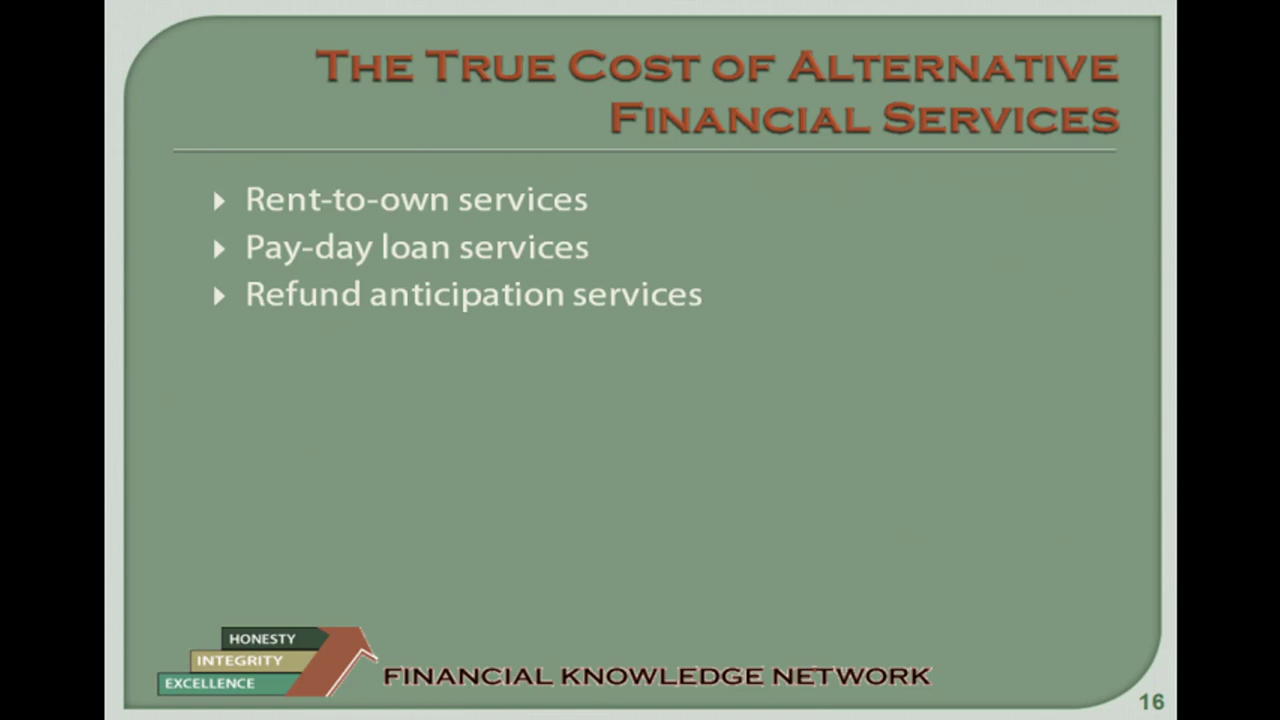 THE TRUE COST OF ALTERNATIVE
FINANCIAL SERVICES
Rent-to-own services
Pay-day loan services
Refund anticipation services
HONESTY
INTEGRITY
EXCELLENCE
FINANCIAL KNOWLEDGE NETWORK
16